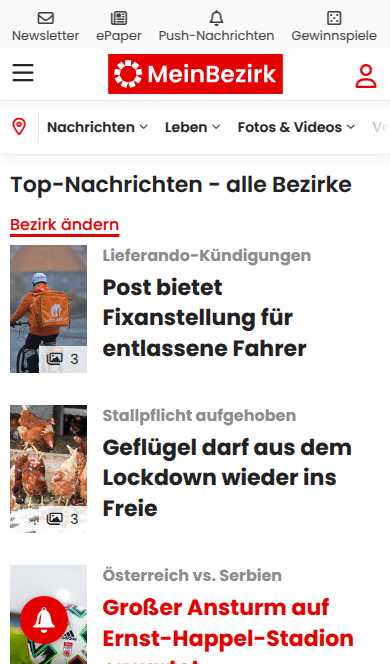 Newsletter ePaper Push-Nachrichten Gewinnspiele
MeinBezirk
Nachrichten Leben Fotos & Videos
Top-Nachrichten - alle Bezirke
Bezirk ändern
Lieferando-Kündigungen
Post bietet
Fixanstellung für
entlassene Fahrer
3
Stallpflicht aufgehoben
Geflügel darf aus dem
Lockdown wieder ins
Freie
3
Österreich vs. Serbien
Großer Ansturm auf
Ernst-Happel-Stadion